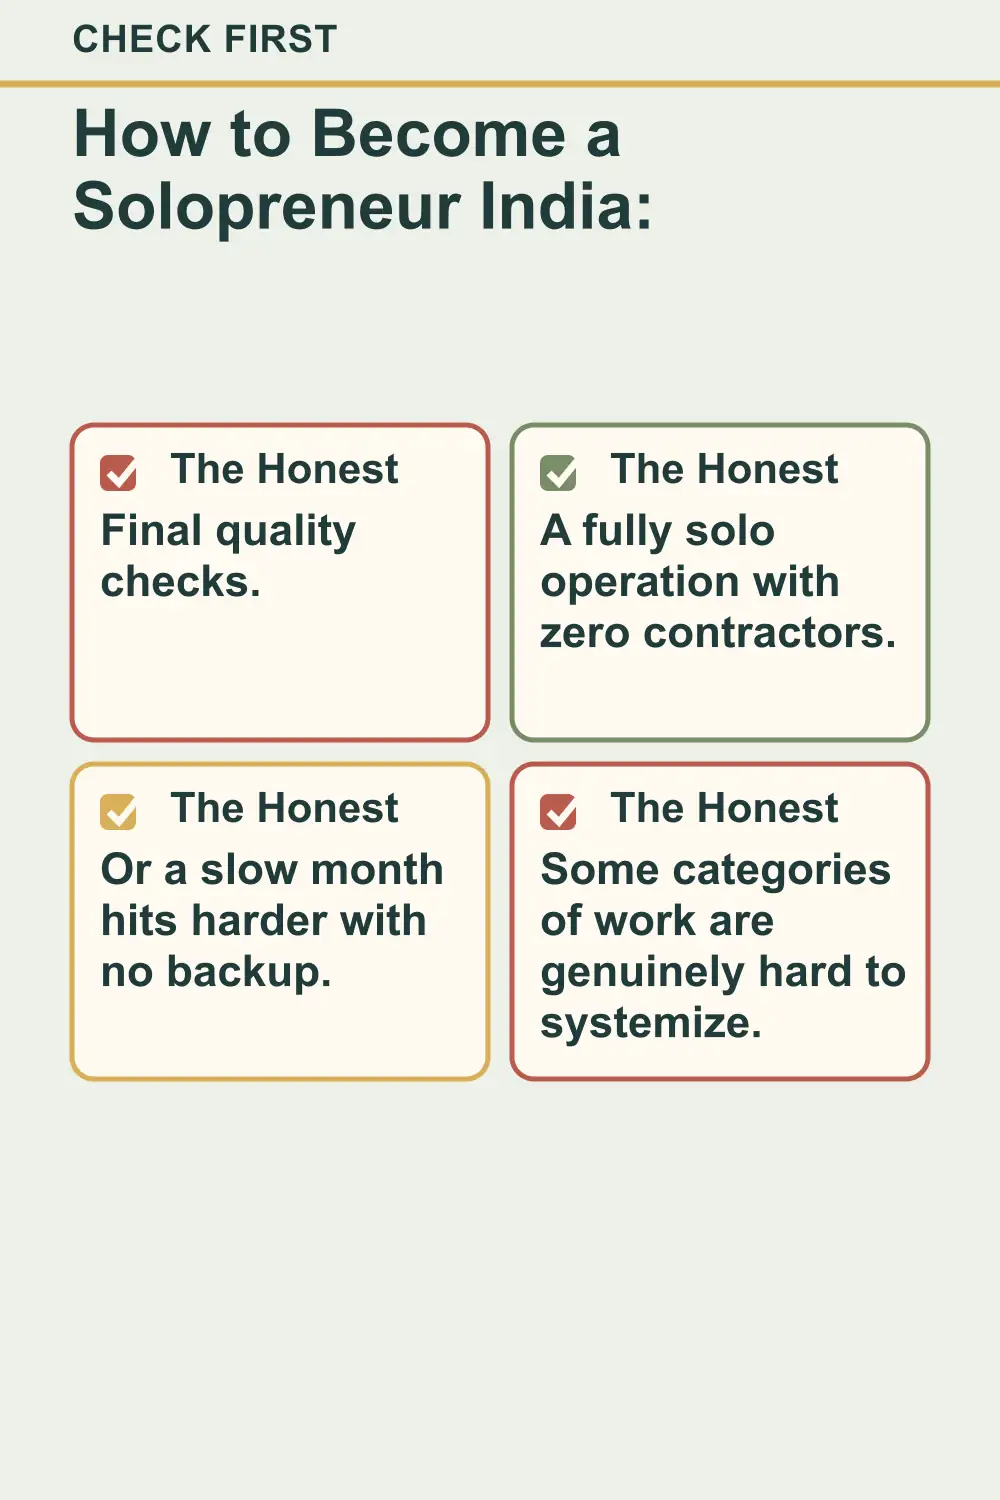 CHECK FIRST
How to Become a
Solopreneur India:
The Honest
Final quality
checks.
The Honest
A fully solo
operation with
zero contractors.
The Honest
Or a slow month
hits harder with
no backup.
The Honest
Some categories
of work are
genuinely hard to
systemize.